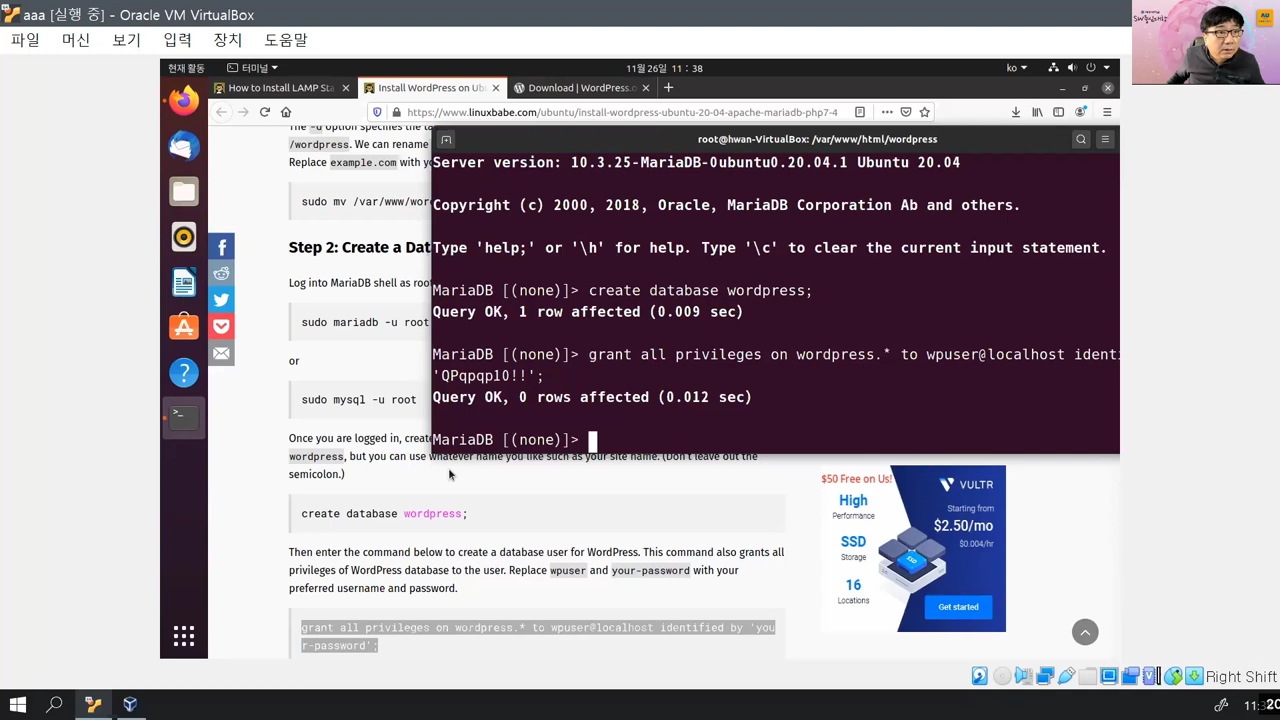 aaa [실행 중] - Oracle VM VirtualBox
파일 머신 보기 입력 장치 도움말
SW중심대학
현재 활동 터미널 11월26일 11 : 38 ko
How to Install LAMP Sta Install WordPress on Ub Download | WordPress.o
https://www.linuxbabe.com/ubuntu/install-wordpress-ubuntu-20-04-apache-mariadb-php7-4
The -d option specifies the ta
/wordpress. We can rename
Replace example.com with yo
sudo mv /var/www/wor
Step 2: Create a Dat
Log into MariaDB shell as root
sudo mariadb -u root
or
sudo mysql -u root
Once you are logged in, create
wordpress, but you can use whatever name you like such as your site name. (Don't leave out the
semicolon.)
create database wordpress;
Then enter the command below to create a database user for WordPress. This command also grants all
privileges of WordPress database to the user. Replace wpuser and your-password with your
preferred username and password.
grant all privileges on wordpress.* to wpuser@localhost identified by 'you
r-password';
root@hwan-VirtualBox: /var/www/html/wordpress
Server version: 10.3.25-MariaDB-0ubuntu0.20.04.1 Ubuntu 20.04
Copyright (c) 2000, 2018, Oracle, MariaDB Corporation Ab and others.
Type 'help;' or '\h' for help. Type '\c' to clear the current input statement.
MariaDB [(none)]> create database wordpress;
Query OK, 1 row affected (0.009 sec)
MariaDB [(none)]> grant all privileges on wordpress.* to wpuser@localhost identi
'QPqpqp10!!';
Query OK, 0 rows affected (0.012 sec)
MariaDB [(none)]>
$50 Free on Us!
VULTR
High
Performance
SSD
Storage
16
Locations
Starting from
$2.50/mo
$0.004/hr
Get started
Right Shift